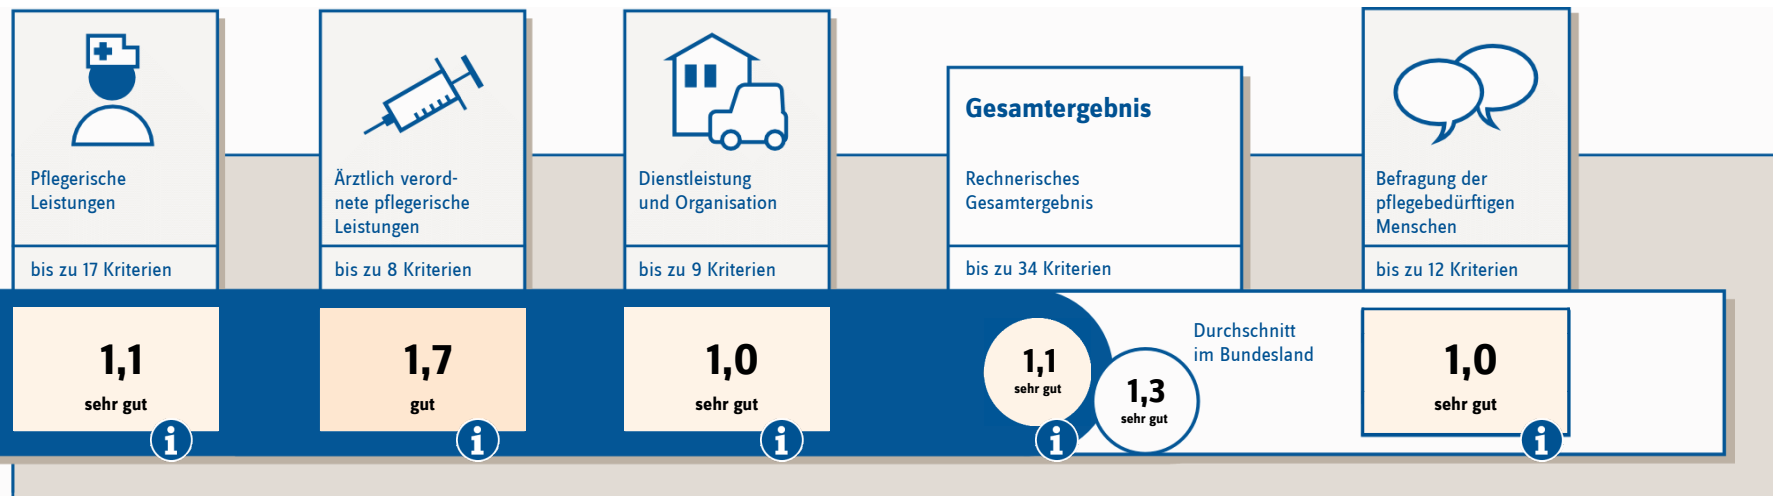 Pflegerische
Leistungen
bis zu 17 Kriterien
1,1
sehr gut
Ärztlich verord-
nete pflegerische
Leistungen
bis zu 8 Kriterien
1,7
gut
Dienstleistung
und Organisation
bis zu 9 Kriterien
1,0
sehr gut
Gesamtergebnis
Rechnerisches
Gesamtergebnis
bis zu 34 Kriterien
1,1
sehr gut
1,3
sehr gut
Durchschnitt
im Bundesland
Befragung der
pflegebedürftigen
Menschen
bis zu 12 Kriterien
1,0
sehr gut